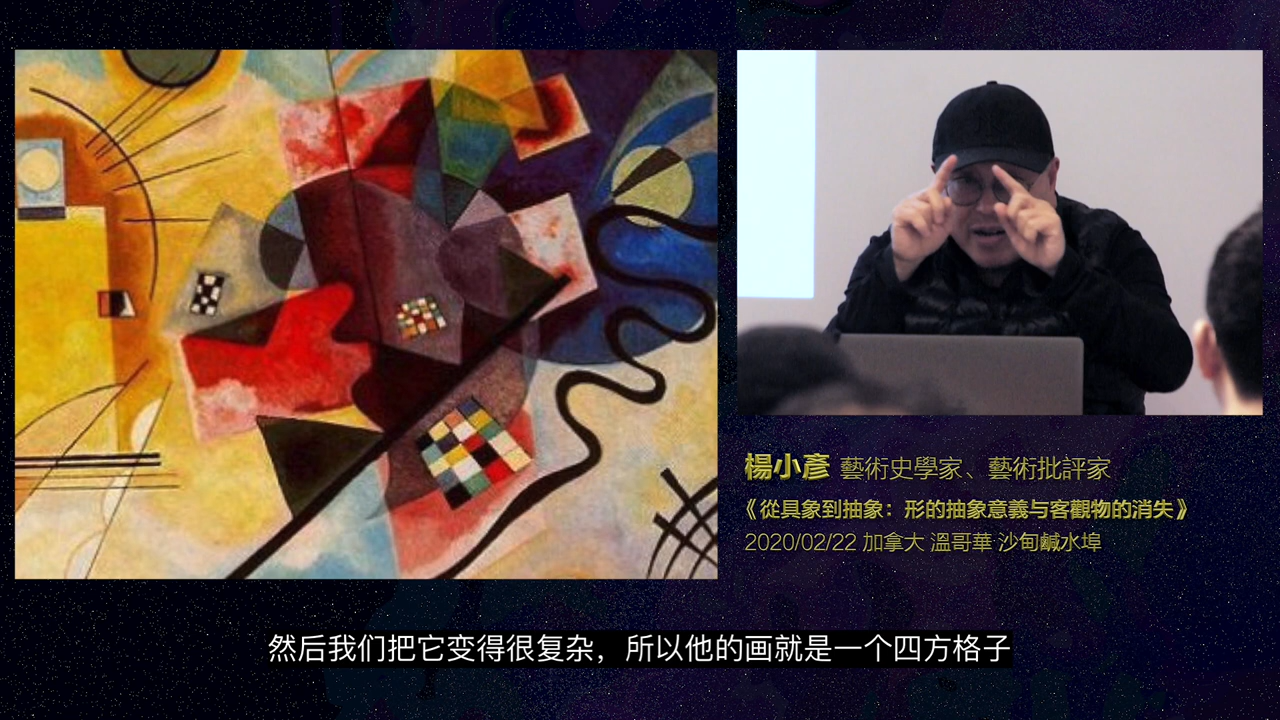 楊小彥 藝術史學家、藝術批評家
《從具象到抽象：形的抽象意義与客觀物的消失》
2020/02/22 加拿大 溫哥華 沙甸鹹水埠
然后我们把它变得很复杂，所以他的画就是一个四方格子